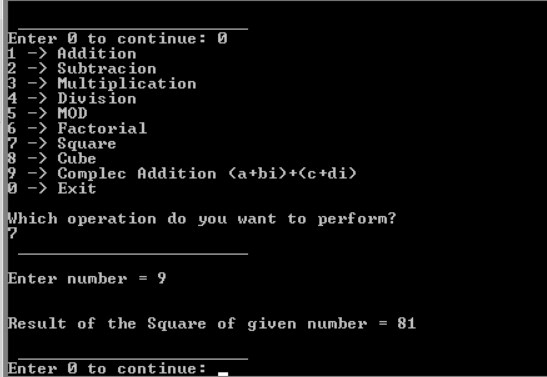 Enter 0 to continue: 0
1 -> Addition
2 -> Subtracion
3 -> Multiplication
4 -> Division
5 -> MOD
6 -> Factorial
7 -> Square
8 -> Cube
9 -> Complec Addition (a+bi)+(c+di)
0 -> Exit
Which operation do you want to perform?
7
Enter number = 9
Result of the Square of given number = 81
Enter 0 to continue: